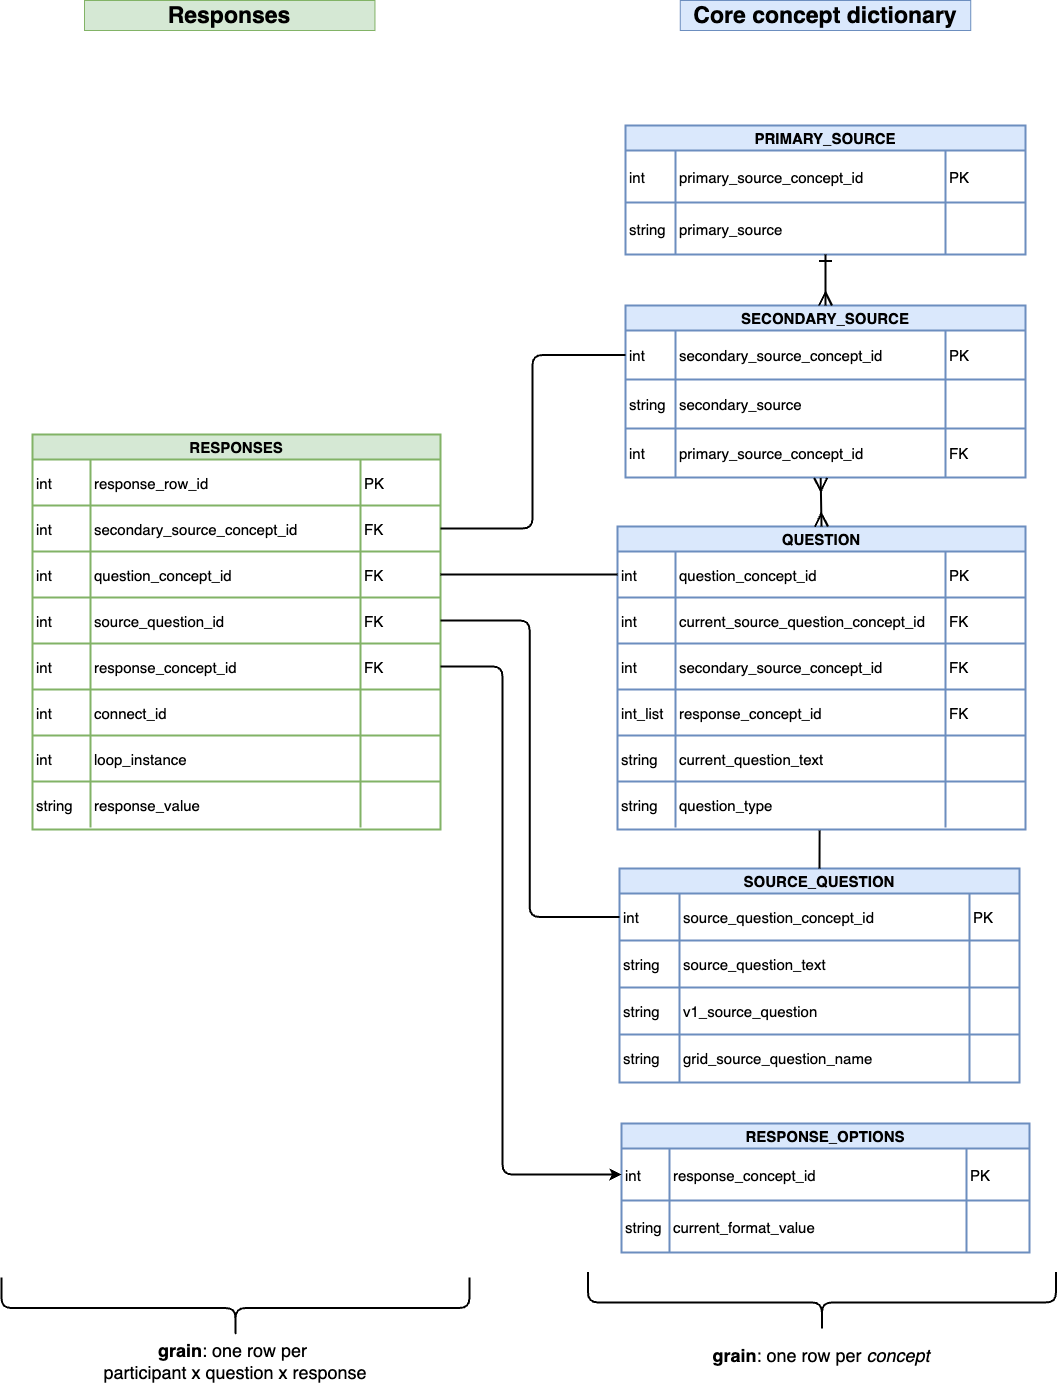 Responses
Core concept dictionary
PRIMARY_SOURCE
int primary_source_concept_id PK
string primary_source
SECONDARY_SOURCE
int secondary_source_concept_id PK
string secondary_source
int primary_source_concept_id FK
RESPONSES
int response_row_id PK
int secondary_source_concept_id FK
int question_concept_id FK
int source_question_id FK
int response_concept_id FK
int connect_id
int loop_instance
string response_value
QUESTION
int question_concept_id PK
int current_source_question_concept_id FK
int secondary_source_concept_id FK
int_list response_concept_id FK
string current_question_text
string question_type
SOURCE_QUESTION
int source_question_concept_id PK
string source_question_text
string v1_source_question
string grid_source_question_name
RESPONSE_OPTIONS
int response_concept_id PK
string current_format_value
grain: one row per
participant x question x response
grain: one row per concept